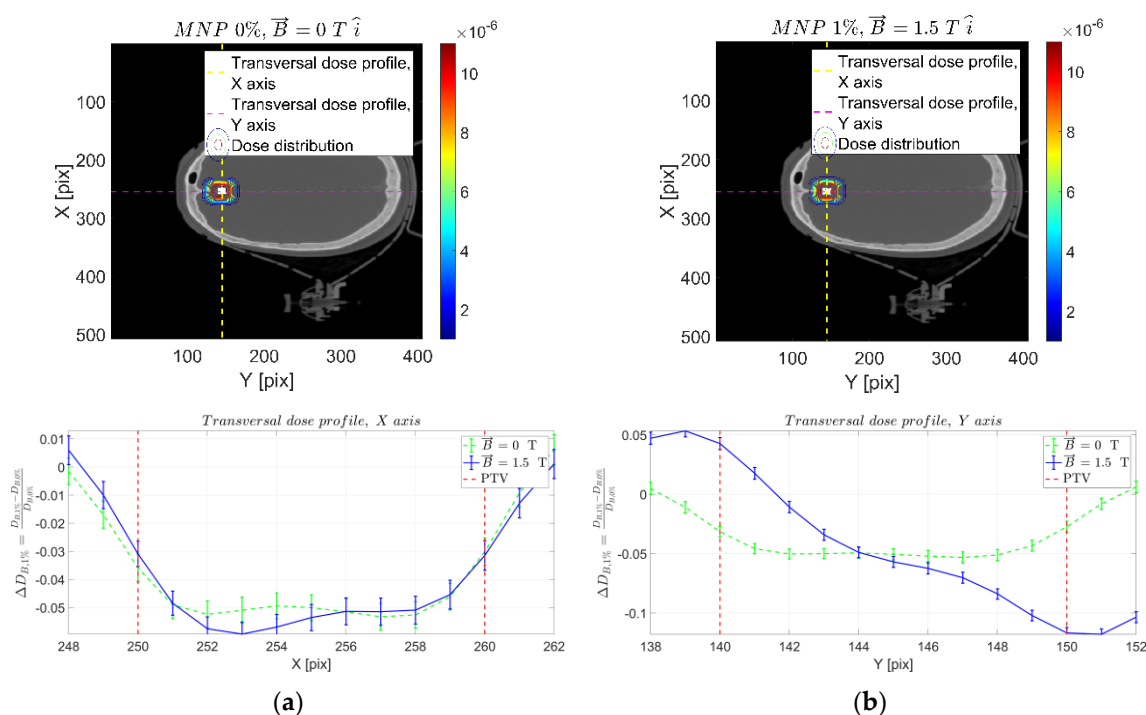 MNP 0%, B⃗ = 0 T î
×10⁻⁶
Transversal dose profile,
X axis
Transversal dose profile,
Y axis
Dose distribution
X [pix]
100
200
300
400
500
100
200
300
400
Y [pix]
10
8
6
4
2
MNP 1%, B⃗ = 1.5 T î
×10⁻⁶
Transversal dose profile,
X axis
Transversal dose profile,
Y axis
Dose distribution
X [pix]
100
200
300
400
500
100
200
300
400
Y [pix]
10
8
6
4
2
Transversal dose profile, X axis
B⃗ = 0 T
B⃗ = 1.5 T
PTV
ΔD_{B,1%} = (D_{B,1%}−D_{B,0%})/D_{B,0%}
0.01
0
-0.01
-0.02
-0.03
-0.04
-0.05
248
250
252
254
256
258
260
262
X [pix]
(a)
Transversal dose profile, Y axis
B⃗ = 0 T
B⃗ = 1.5 T
PTV
ΔD_{B,1%} = (D_{B,1%}−D_{B,0%})/D_{B,0%}
0.05
0
-0.05
-0.1
138
140
142
144
146
148
150
152
Y [pix]
(b)